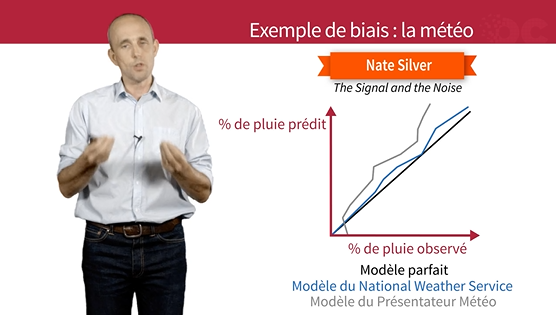 Exemple de biais : la météo
Nate Silver
The Signal and the Noise
% de pluie prédit
% de pluie observé
Modèle parfait
Modèle du National Weather Service
Modèle du Présentateur Météo